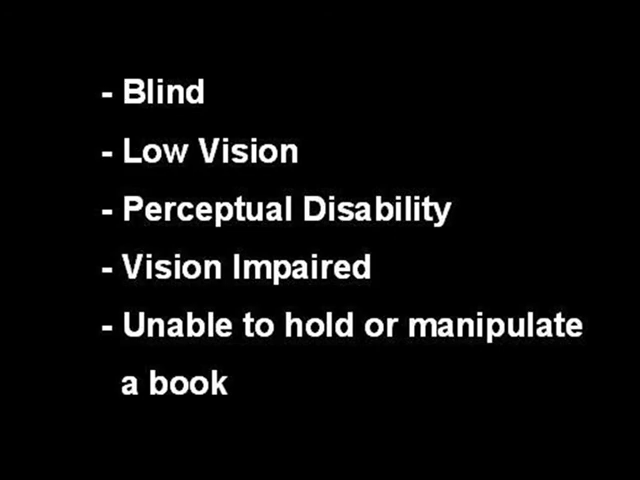 - Blind
- Low Vision
- Perceptual Disability
- Vision Impaired
- Unable to hold or manipulate
a book